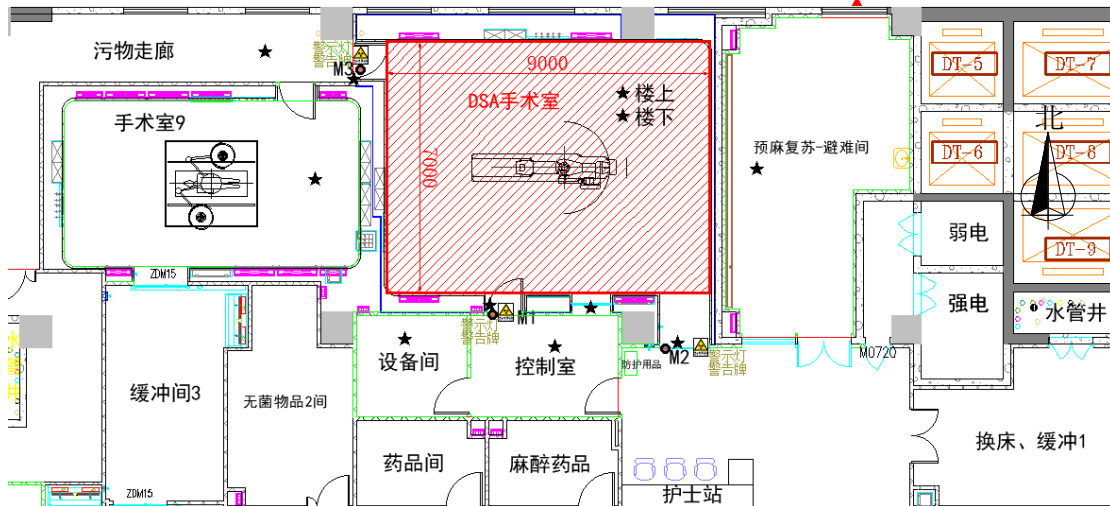 污物走廊
警示灯
警告牌
M3
9000
DSA手术室
★楼上
★楼下
7000
手术室9
预麻复苏-避难间
DT-5
DT-7
北
DT-6
DT-8
DT-9
弱电
强电
水管井
ZDM15
M1
警示灯
警告牌
设备间
控制室
防护用品
M2
警示灯
警告牌
M0720
缓冲间3
无菌物品2间
换床、缓冲1
药品间
麻醉药品
护士站
ZDM15